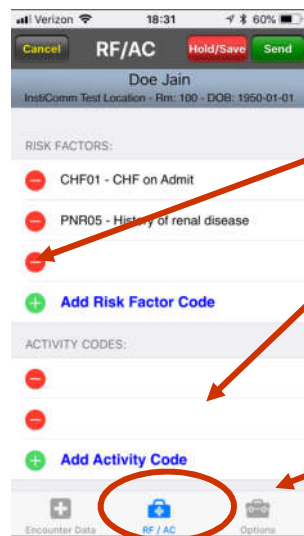 Verizon 18:31 60%
Cancel RF/AC Hold/Save Send
Doe Jain
InstiComm Test Location - Rm: 100 - DOB: 1950-01-01
RISK FACTORS:
CHF01 - CHF on Admit
PNR05 - History of renal disease
Add Risk Factor Code
ACTIVITY CODES:
Add Activity Code
Encounter Data RF / AC Options